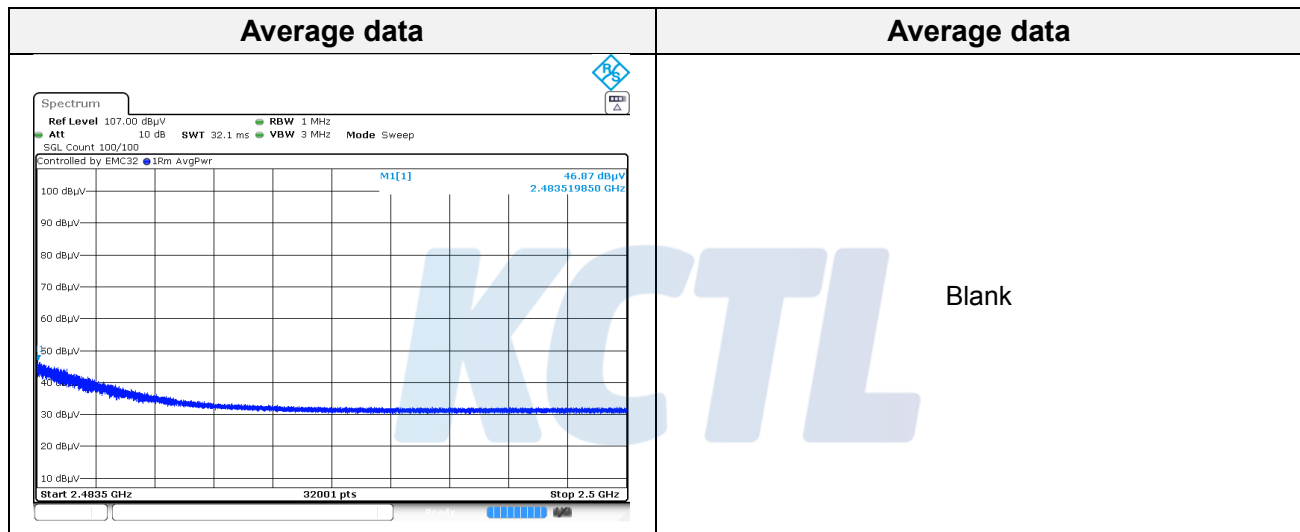 Average data
Average data
R/S
Spectrum
Ref Level 107.00 dBµV RBW 1 MHz
Att 10 dB SWT 32.1 ms VBW 3 MHz Mode Sweep
SGL Count 100/100
Controlled by EMC32 1Rm AvgPwr
M1[1] 46.87 dBµV
2.483519850 GHz
100 dBµV
90 dBµV
80 dBµV
70 dBµV
60 dBµV
50 dBµV
40 dBµV
30 dBµV
20 dBµV
10 dBµV
Start 2.4835 GHz 32001 pts Stop 2.5 GHz
Blank
KCTL